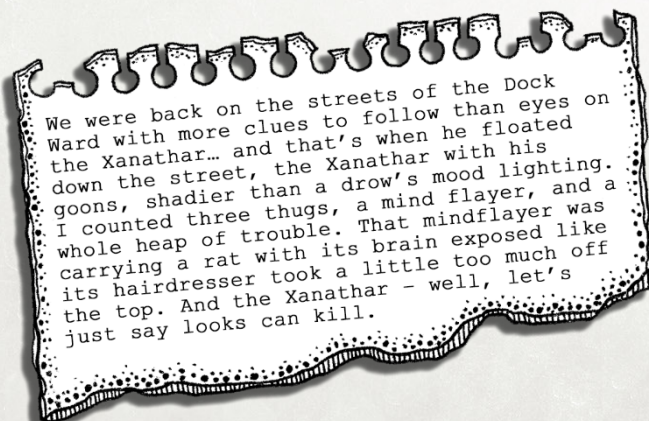 We were back on the streets of the Dock
Ward with more clues to follow than eyes on
the Xanathar… and that's when he floated
down the street, the Xanathar with his
goons, shadier than a drow's mood lighting.
I counted three thugs, a mind flayer, and a
whole heap of trouble. That mindflayer was
carrying a rat with its brain exposed like
its hairdresser took a little too much off
the top. And the Xanathar – well, let's
just say looks can kill.